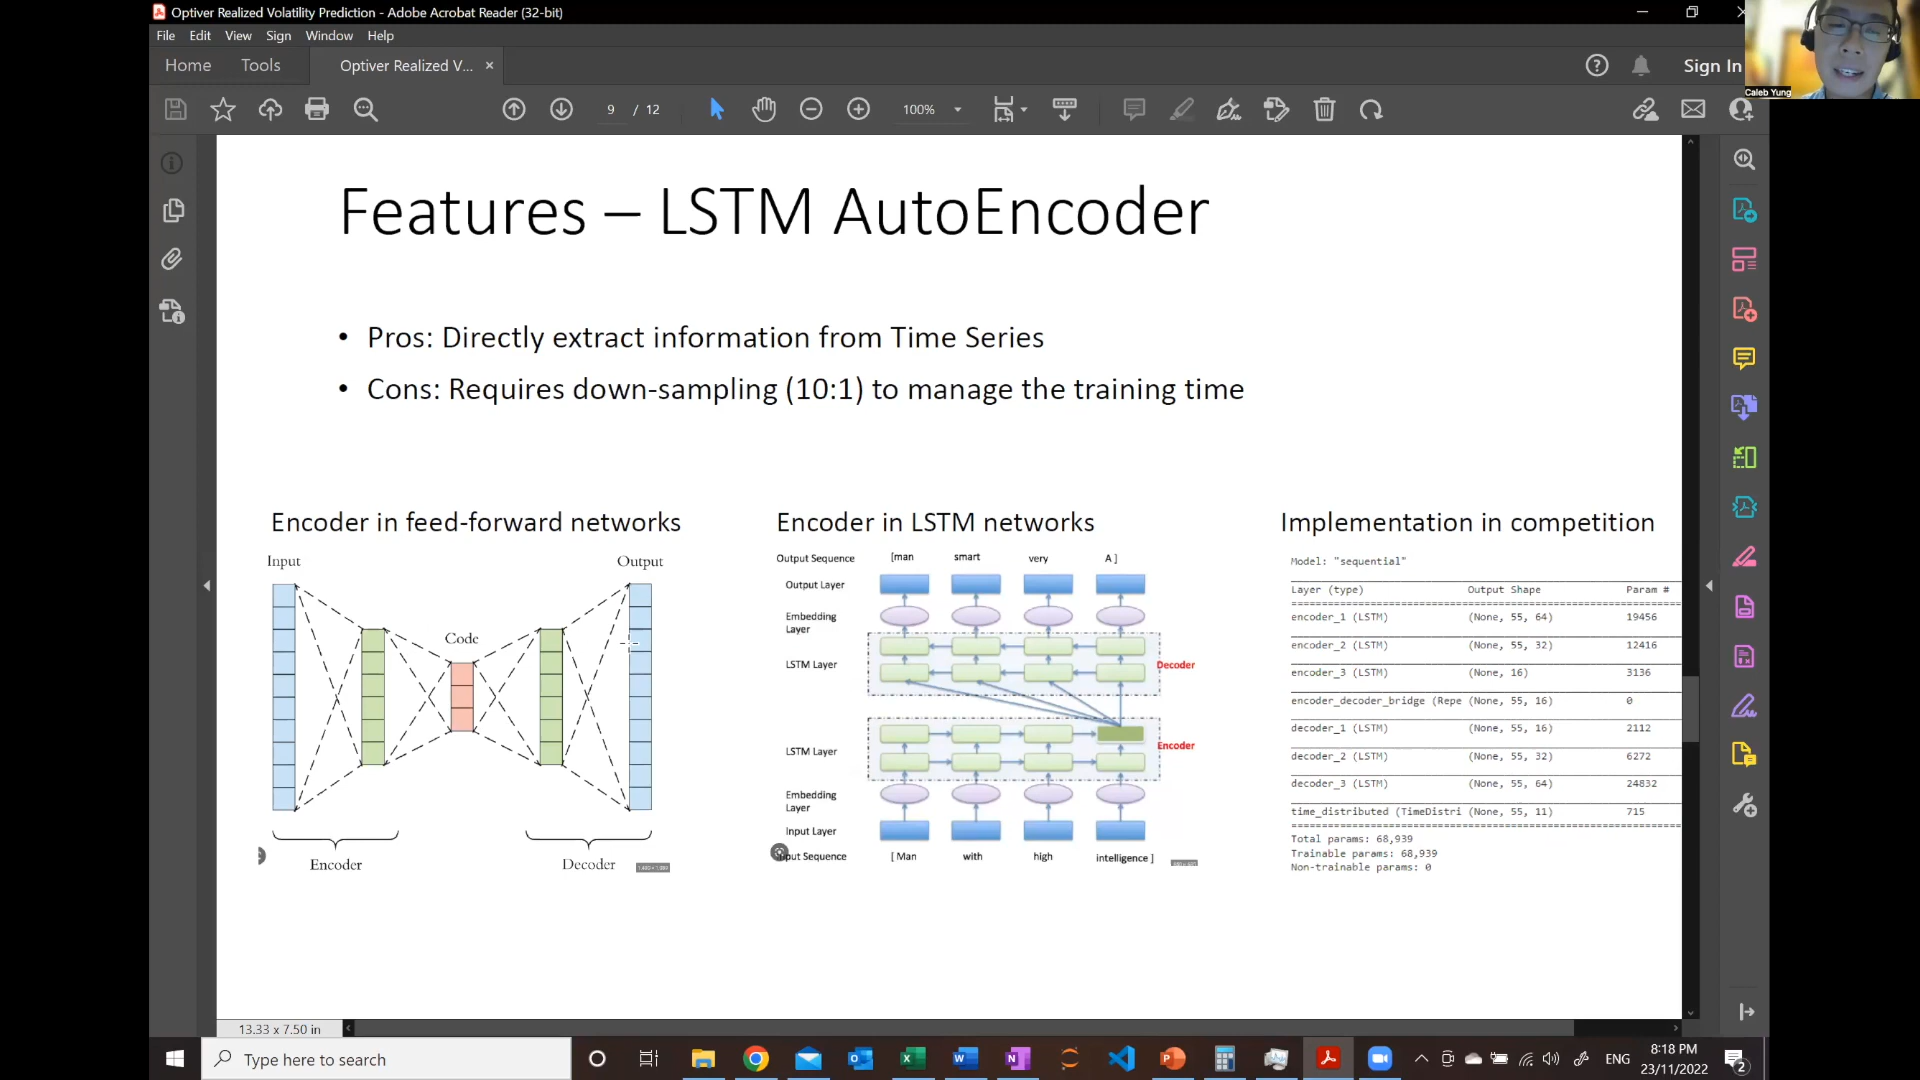 Optiver Realized Volatility Prediction - Adobe Acrobat Reader (32-bit)
File Edit View Sign Window Help
Home Tools Optiver Realized V... × Sign In
Caleb Yung
9 / 12 100%
Features – LSTM AutoEncoder
• Pros: Directly extract information from Time Series
• Cons: Requires down-sampling (10:1) to manage the training time
Encoder in feed-forward networks
Input
Output
Code
Encoder
Decoder
Encoder in LSTM networks
Output Sequence [man smart very A ]
Output Layer
Embedding
Layer
LSTM Layer
Decoder
LSTM Layer
Encoder
Embedding
Layer
Input Layer
Input Sequence [ Man with high intelligence ]
Implementation in competition
Model: "sequential"
Layer (type) Output Shape Param #
encoder_1 (LSTM) (None, 55, 64) 19456
encoder_2 (LSTM) (None, 55, 32) 12416
encoder_3 (LSTM) (None, 16) 3136
encoder_decoder_bridge (Repe (None, 55, 16) 0
decoder_1 (LSTM) (None, 55, 16) 2112
decoder_2 (LSTM) (None, 55, 32) 6272
decoder_3 (LSTM) (None, 55, 64) 24832
time_distributed (TimeDistri (None, 55, 11) 715
Total params: 68,939
Trainable params: 68,939
Non-trainable params: 0
13.33 x 7.50 in
Type here to search
ENG
8:18 PM
23/11/2022
2